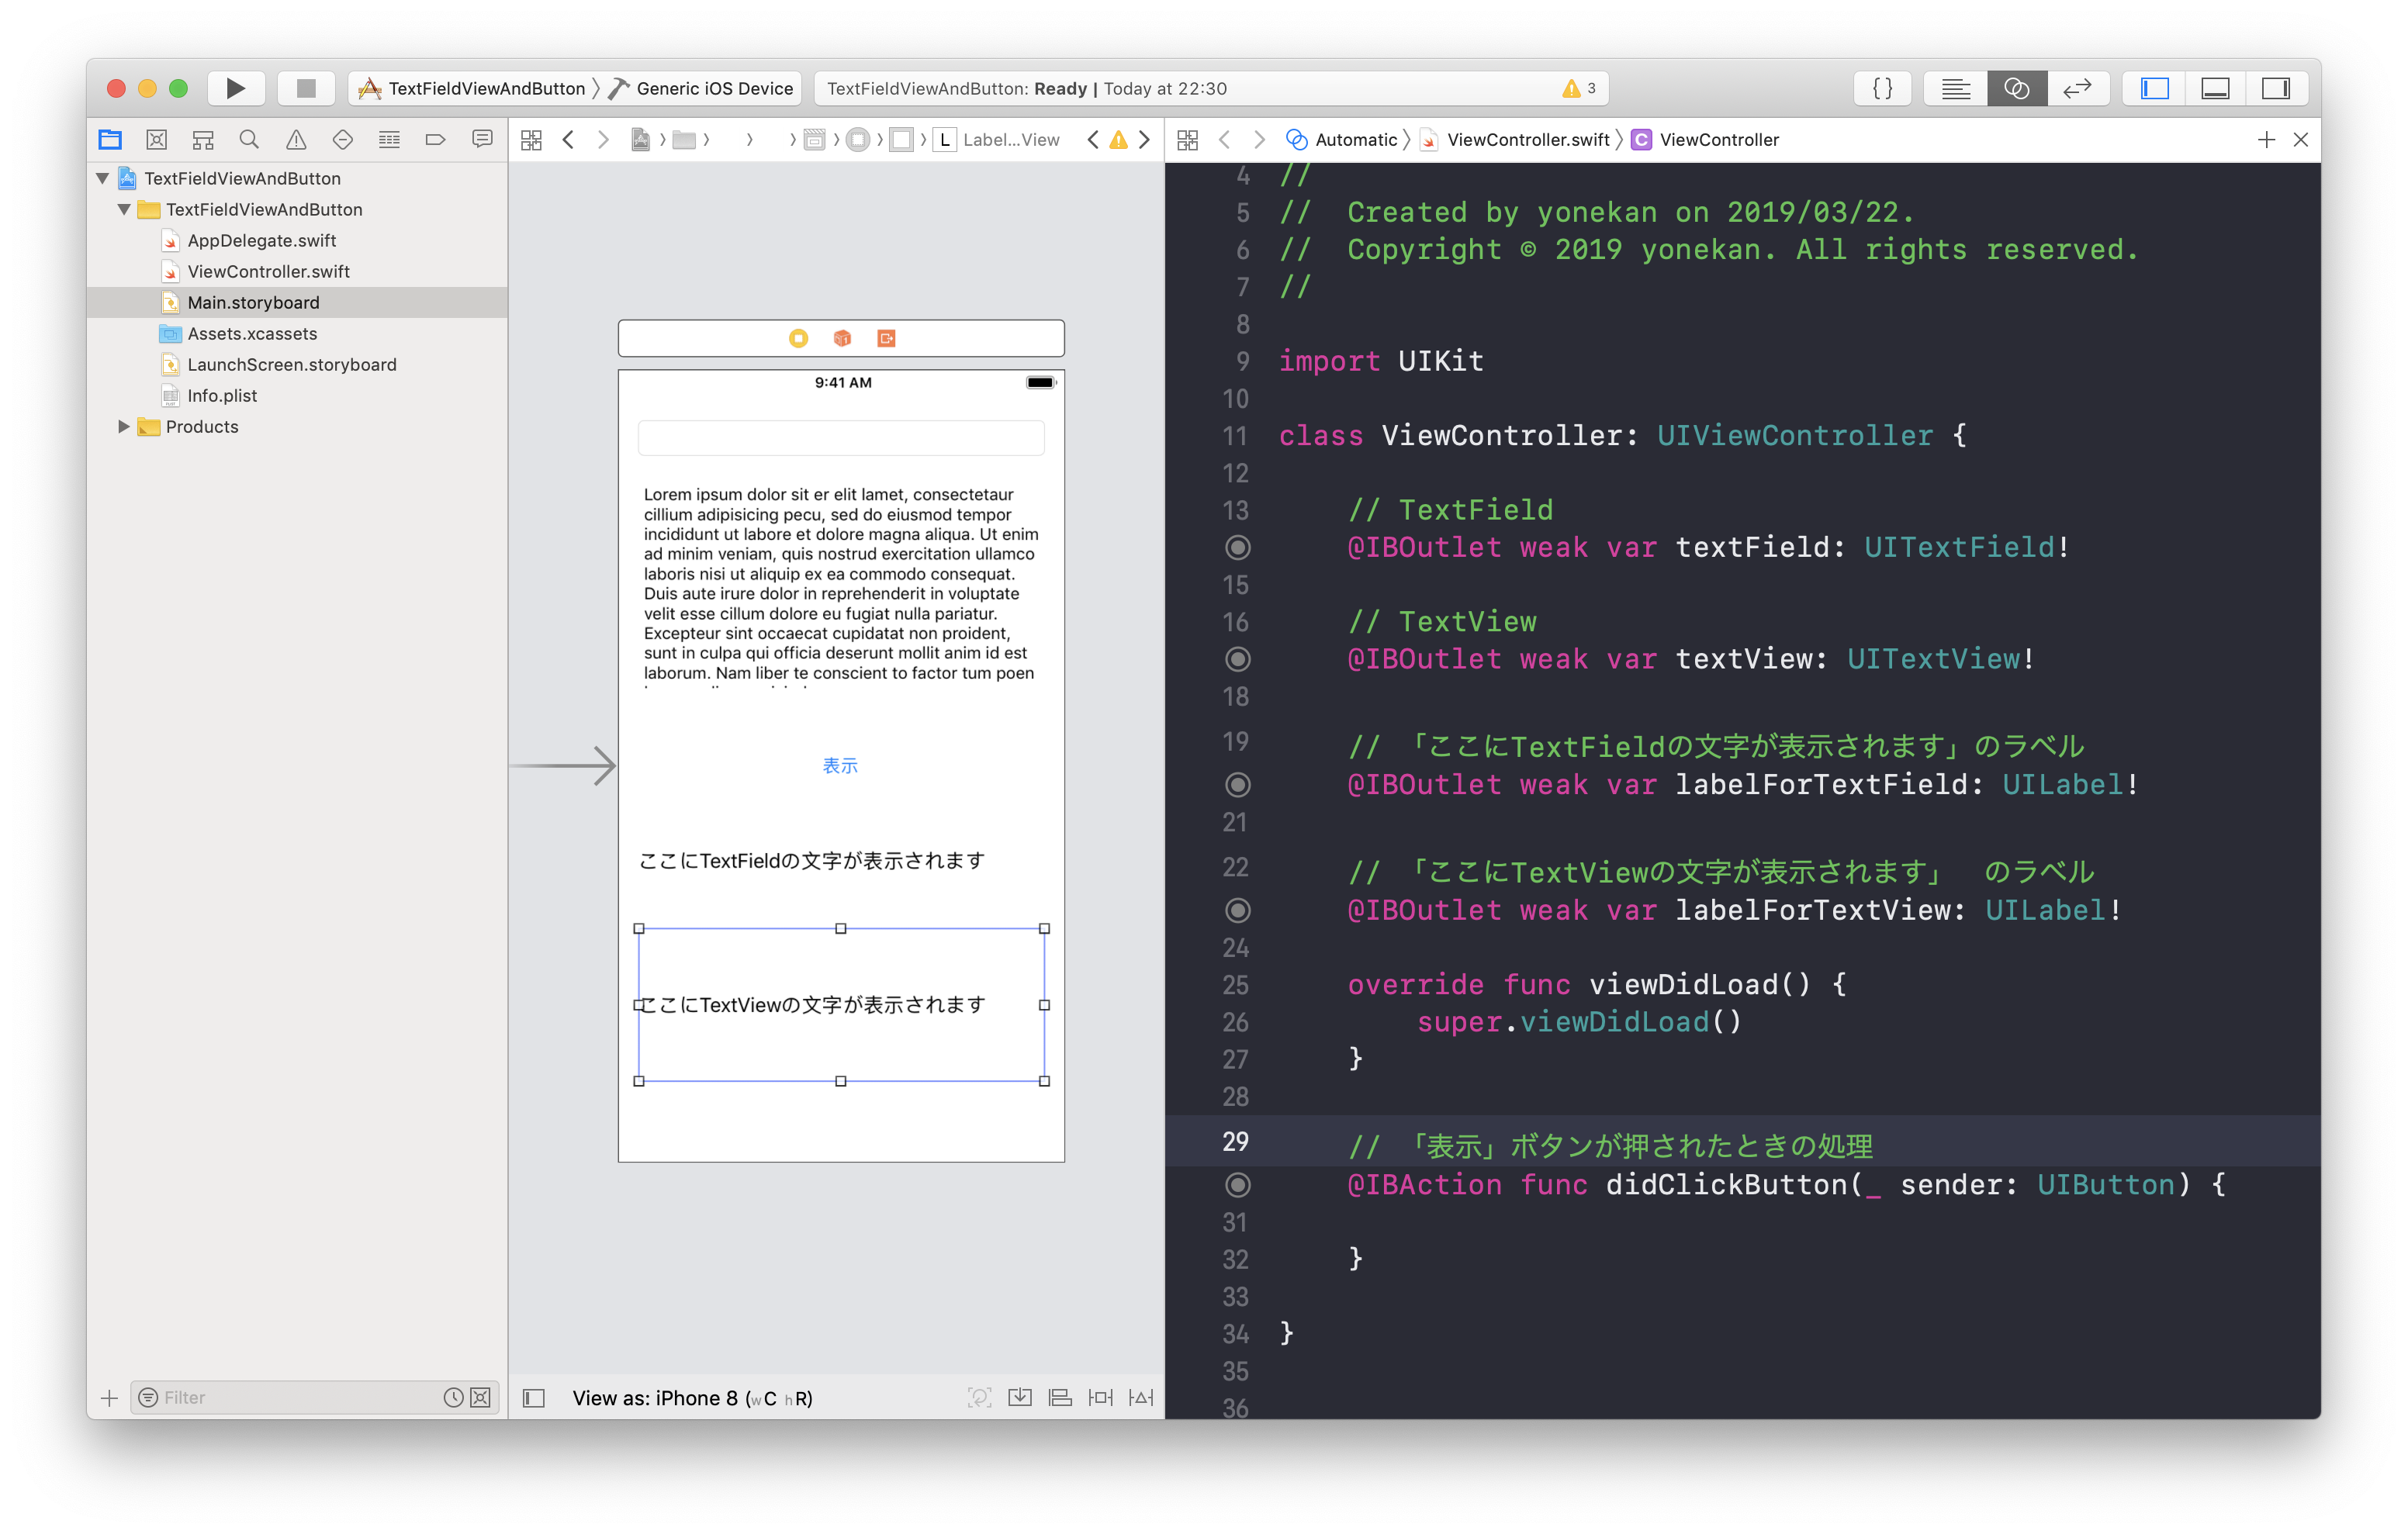 TextFieldViewAndButton 〉 Generic iOS Device
TextFieldViewAndButton: Ready | Today at 22:30
3
{ }
L Label...View
Automatic 〉 ViewController.swift 〉 C ViewController
TextFieldViewAndButton
TextFieldViewAndButton
AppDelegate.swift
ViewController.swift
Main.storyboard
Assets.xcassets
LaunchScreen.storyboard
Info.plist
Products
Filter
9:41 AM
Lorem ipsum dolor sit er elit lamet, consectetaur
cillium adipisicing pecu, sed do eiusmod tempor
incididunt ut labore et dolore magna aliqua. Ut enim
ad minim veniam, quis nostrud exercitation ullamco
laboris nisi ut aliquip ex ea commodo consequat.
Duis aute irure dolor in reprehenderit in voluptate
velit esse cillum dolore eu fugiat nulla pariatur.
Excepteur sint occaecat cupidatat non proident,
sunt in culpa qui officia deserunt mollit anim id est
laborum. Nam liber te conscient to factor tum poen
表示
ここにTextFieldの文字が表示されます
ここにTextViewの文字が表示されます
View as: iPhone 8 (wC hR)
4 //
5 //  Created by yonekan on 2019/03/22.
6 //  Copyright © 2019 yonekan. All rights reserved.
7 //
8
9 import UIKit
10
11 class ViewController: UIViewController {
12
13     // TextField
@IBOutlet weak var textField: UITextField!
15
16     // TextView
@IBOutlet weak var textView: UITextView!
18
19     // 「ここにTextFieldの文字が表示されます」のラベル
@IBOutlet weak var labelForTextField: UILabel!
21
22     // 「ここにTextViewの文字が表示されます」　のラベル
@IBOutlet weak var labelForTextView: UILabel!
24
25     override func viewDidLoad() {
26         super.viewDidLoad()
27     }
28
29     // 「表示」ボタンが押されたときの処理
@IBAction func didClickButton(_ sender: UIButton) {
31
32     }
33
34 }
35
36